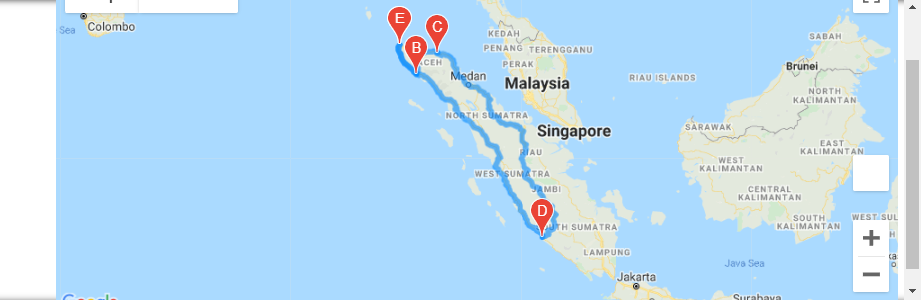 Sea
Colombo
E
C
B
ACEH
Medan
KEDAH
PENANG
TERENGGANU
PERAK
Malaysia
RIAU ISLANDS
SABAH
Brunei
NORTH
KALIMANTAN
NORTH SUMATRA
Singapore
SARAWAK
RIAU
EAST
KALIMANTAN
WEST
KALIMANTAN
WEST SUMATRA
JAMBI
CENTRAL
KALIMANTAN
D
SOUTH SUMATRA
SOUTH
KALIMANTAN
WEST SUL
LAMPUNG
+
Java Sea
−
Jakarta
Google
Surabaya